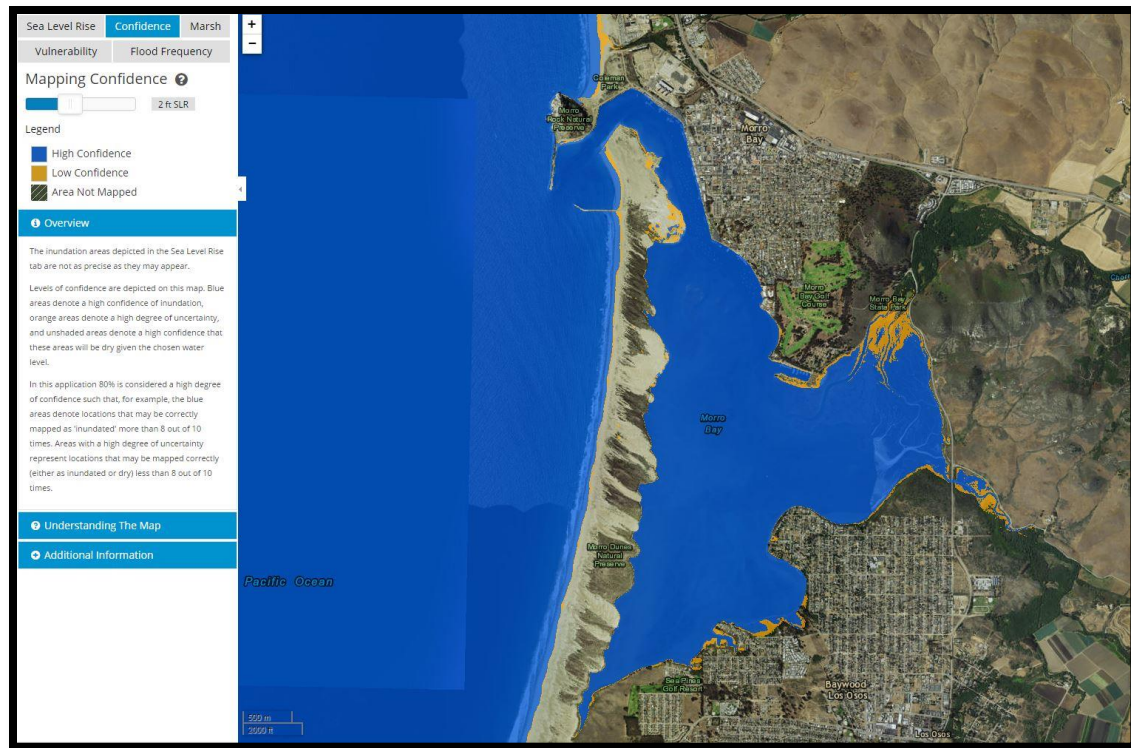 Sea Level Rise
Confidence
Marsh
Vulnerability
Flood Frequency
Mapping Confidence ?
2 ft SLR
Legend
High Confidence
Low Confidence
Area Not Mapped
Overview
The inundation areas depicted in the Sea Level Rise
tab are not as precise as they may appear.
Levels of confidence are depicted on this map. Blue
areas denote a high confidence of inundation,
orange areas denote a high degree of uncertainty,
and unshaded areas denote a high confidence that
these areas will be dry given the chosen water
level.
In this application 80% is considered a high degree
of confidence such that, for example, the blue
areas denote locations that may be correctly
mapped as 'inundated' more than 8 out of 10
times. Areas with a high degree of uncertainty
represent locations that may be mapped correctly
(either as inundated or dry) less than 8 out of 10
times.
Understanding The Map
Additional Information
+
−
Coleman
Park
Morro
Rock Natural
Preserve
Morro
Bay
Morro
Bay Golf
Course
Morro Bay
State Park
Morro
Bay
Morro Dunes
Natural
Preserve
Pacific Ocean
Sea Pines
Golf Resort
Baywood
Los Osos
Los Osos
500 m
2000 ft